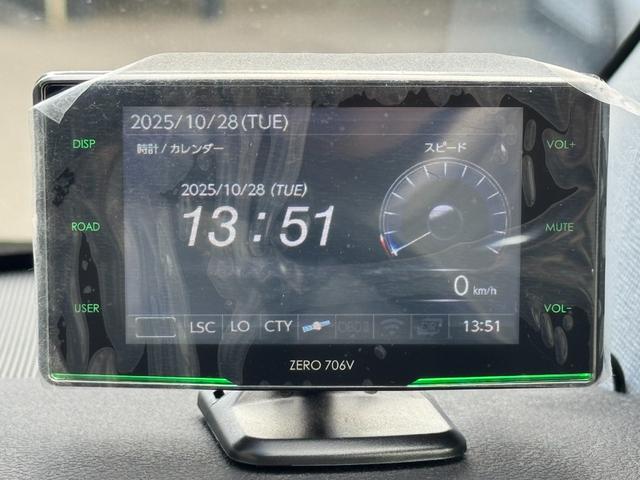 2025/10/28(TUE)
時計 / カレンダー
スピード
2025/10/28 (TUE)
13:51
0 km/h
LSC LO CTY OBDII 13:51
DISP
ROAD
USER
VOL+
MUTE
VOL-
ZERO 706V